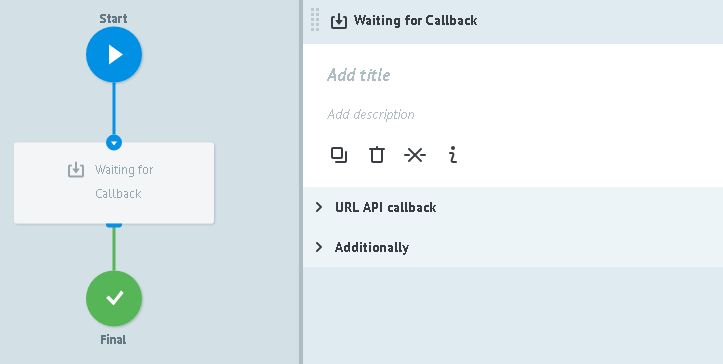 Start
Waiting for
Callback
Final
Waiting for Callback
Add title
Add description
URL API callback
Additionally